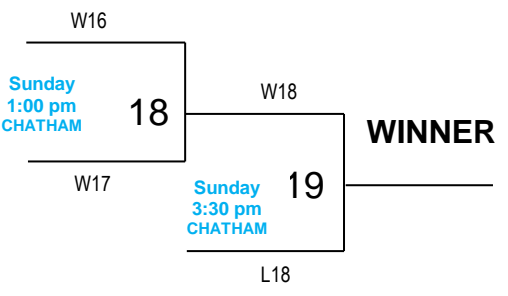 W16
Sunday
1:00 pm
CHATHAM
18
W17
W18
WINNER
Sunday
3:30 pm
CHATHAM
19
L18